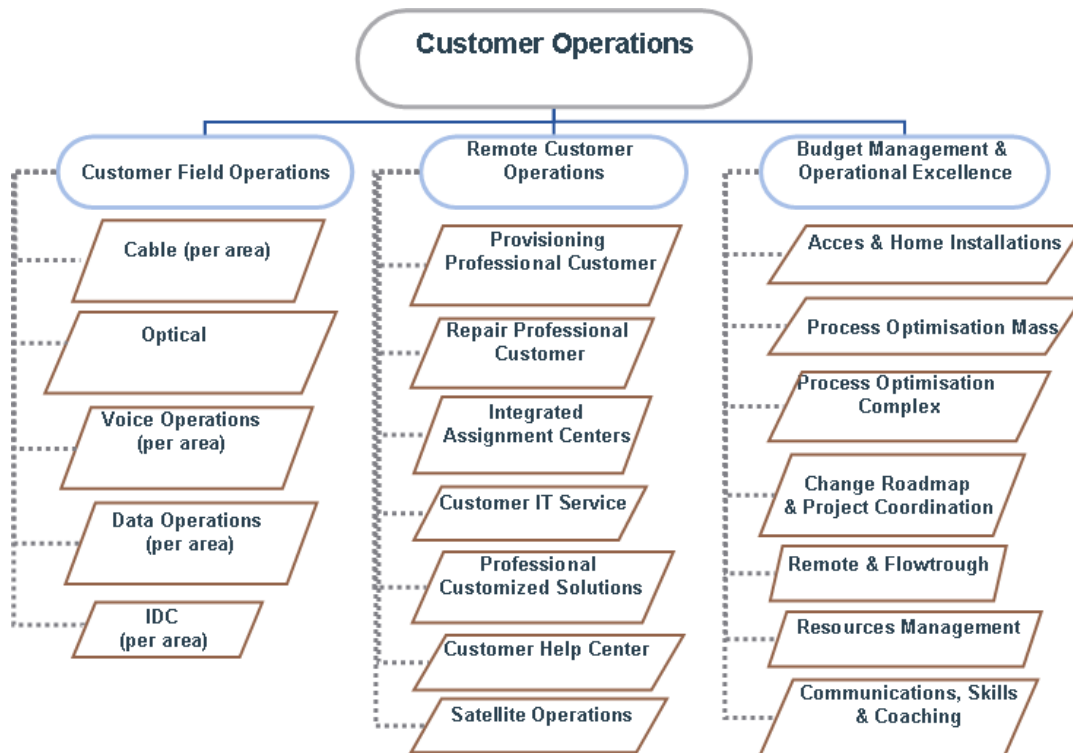 Customer Operations
Customer Field Operations
Cable (per area)
Optical
Voice Operations
(per area)
Data Operations
(per area)
IDC
(per area)
Remote Customer
Operations
Provisioning
Professional Customer
Repair Professional
Customer
Integrated
Assignment Centers
Customer IT Service
Professional
Customized Solutions
Customer Help Center
Satellite Operations
Budget Management &
Operational Excellence
Acces & Home Installations
Process Optimisation Mass
Process Optimisation
Complex
Change Roadmap
& Project Coordination
Remote & Flowtrough
Resources Management
Communications, Skills
& Coaching